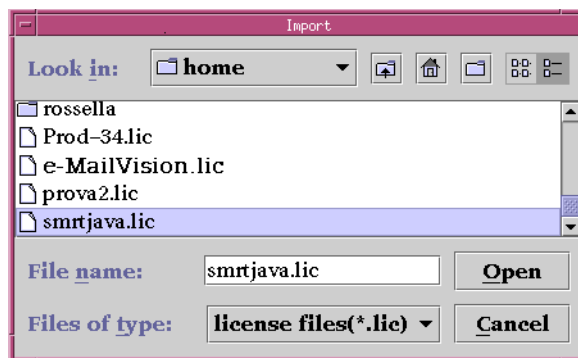 Import
Look in: home
rossella
Prod-34.lic
e-MailVision.lic
prova2.lic
smrtjava.lic
File name: smrtjava.lic Open
Files of type: license files(*.lic) Cancel